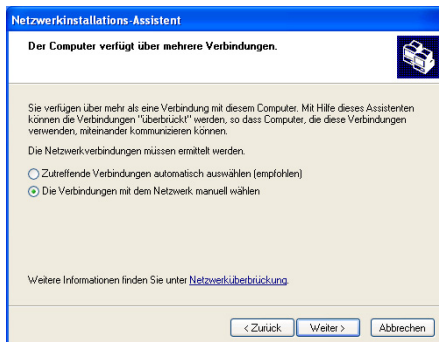 Netzwerkinstallations-Assistent
Der Computer verfügt über mehrere Verbindungen.
Sie verfügen über mehr als eine Verbindung mit diesem Computer. Mit Hilfe dieses Assistenten
können die Verbindungen "überbrückt" werden, so dass Computer, die diese Verbindungen
verwenden, miteinander kommunizieren können.
Die Netzwerkverbindungen müssen ermittelt werden.
Zutreffende Verbindungen automatisch auswählen (empfohlen)
Die Verbindungen mit dem Netzwerk manuell wählen
Weitere Informationen finden Sie unter Netzwerküberbrückung.
< Zurück Weiter > Abbrechen